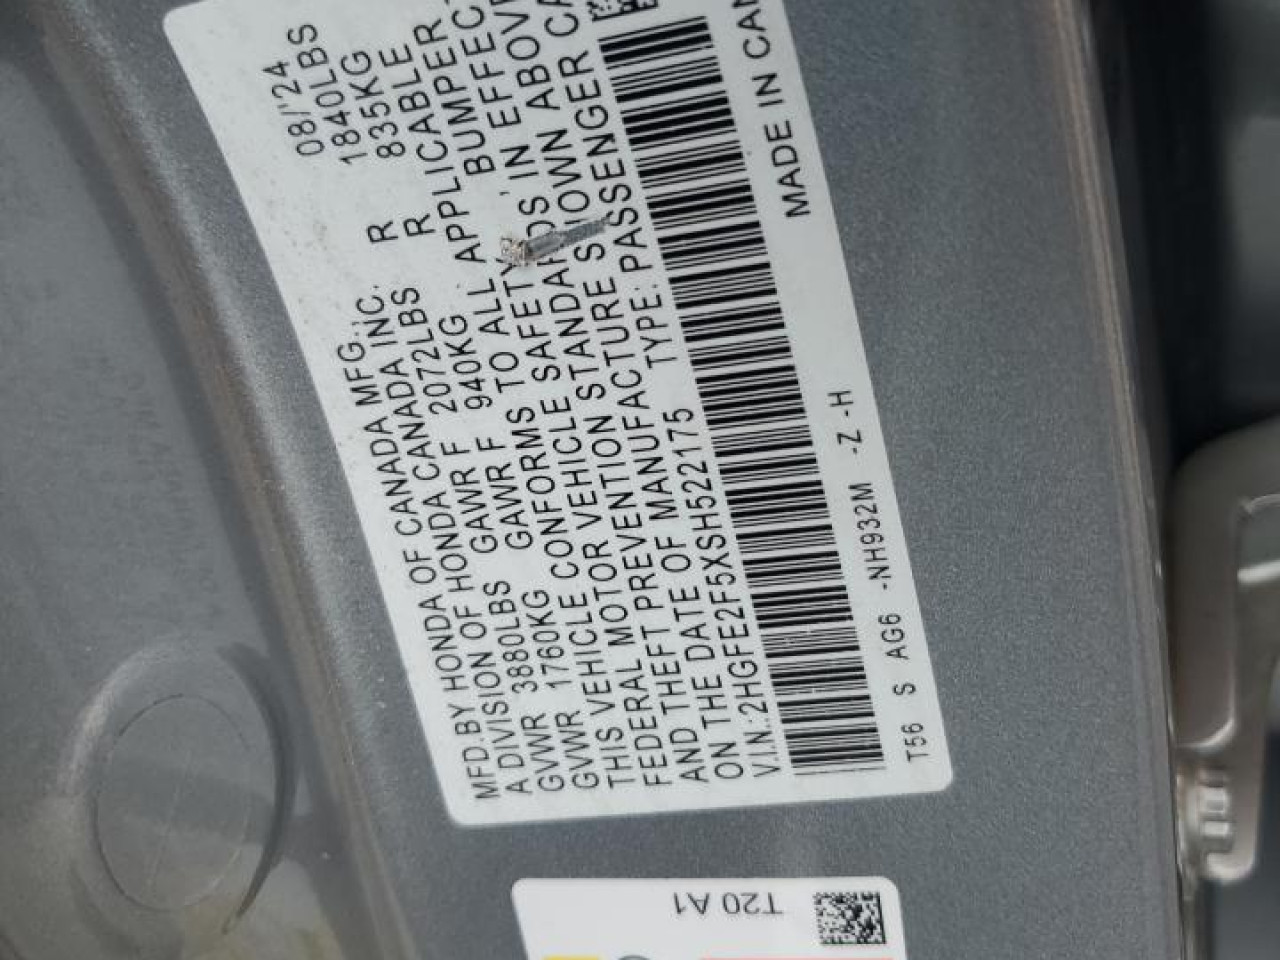 MFD.BY HONDA OF CANADA MFG., 08/'24
A DIVISION OF HONDA CANADA INC.
GVWR 3880LBS GAWR F 2072LBS R 1840LBS
GVWR 1760KG GAWR F 940KG R 835KG
THIS VEHICLE CONFORMS TO ALL APPLICABLE
FEDERAL MOTOR VEHICLE SAFETY BUMPER
AND THEFT PREVENTION STANDARDS IN EFFECT
ON THE DATE OF MANUFACTURE SHOWN ABOVE
V.I.N.:2HGFE2F5XSH522175 TYPE: PASSENGER
MADE IN
T56 S AG6 -NH932M -Z -H
T20 A1